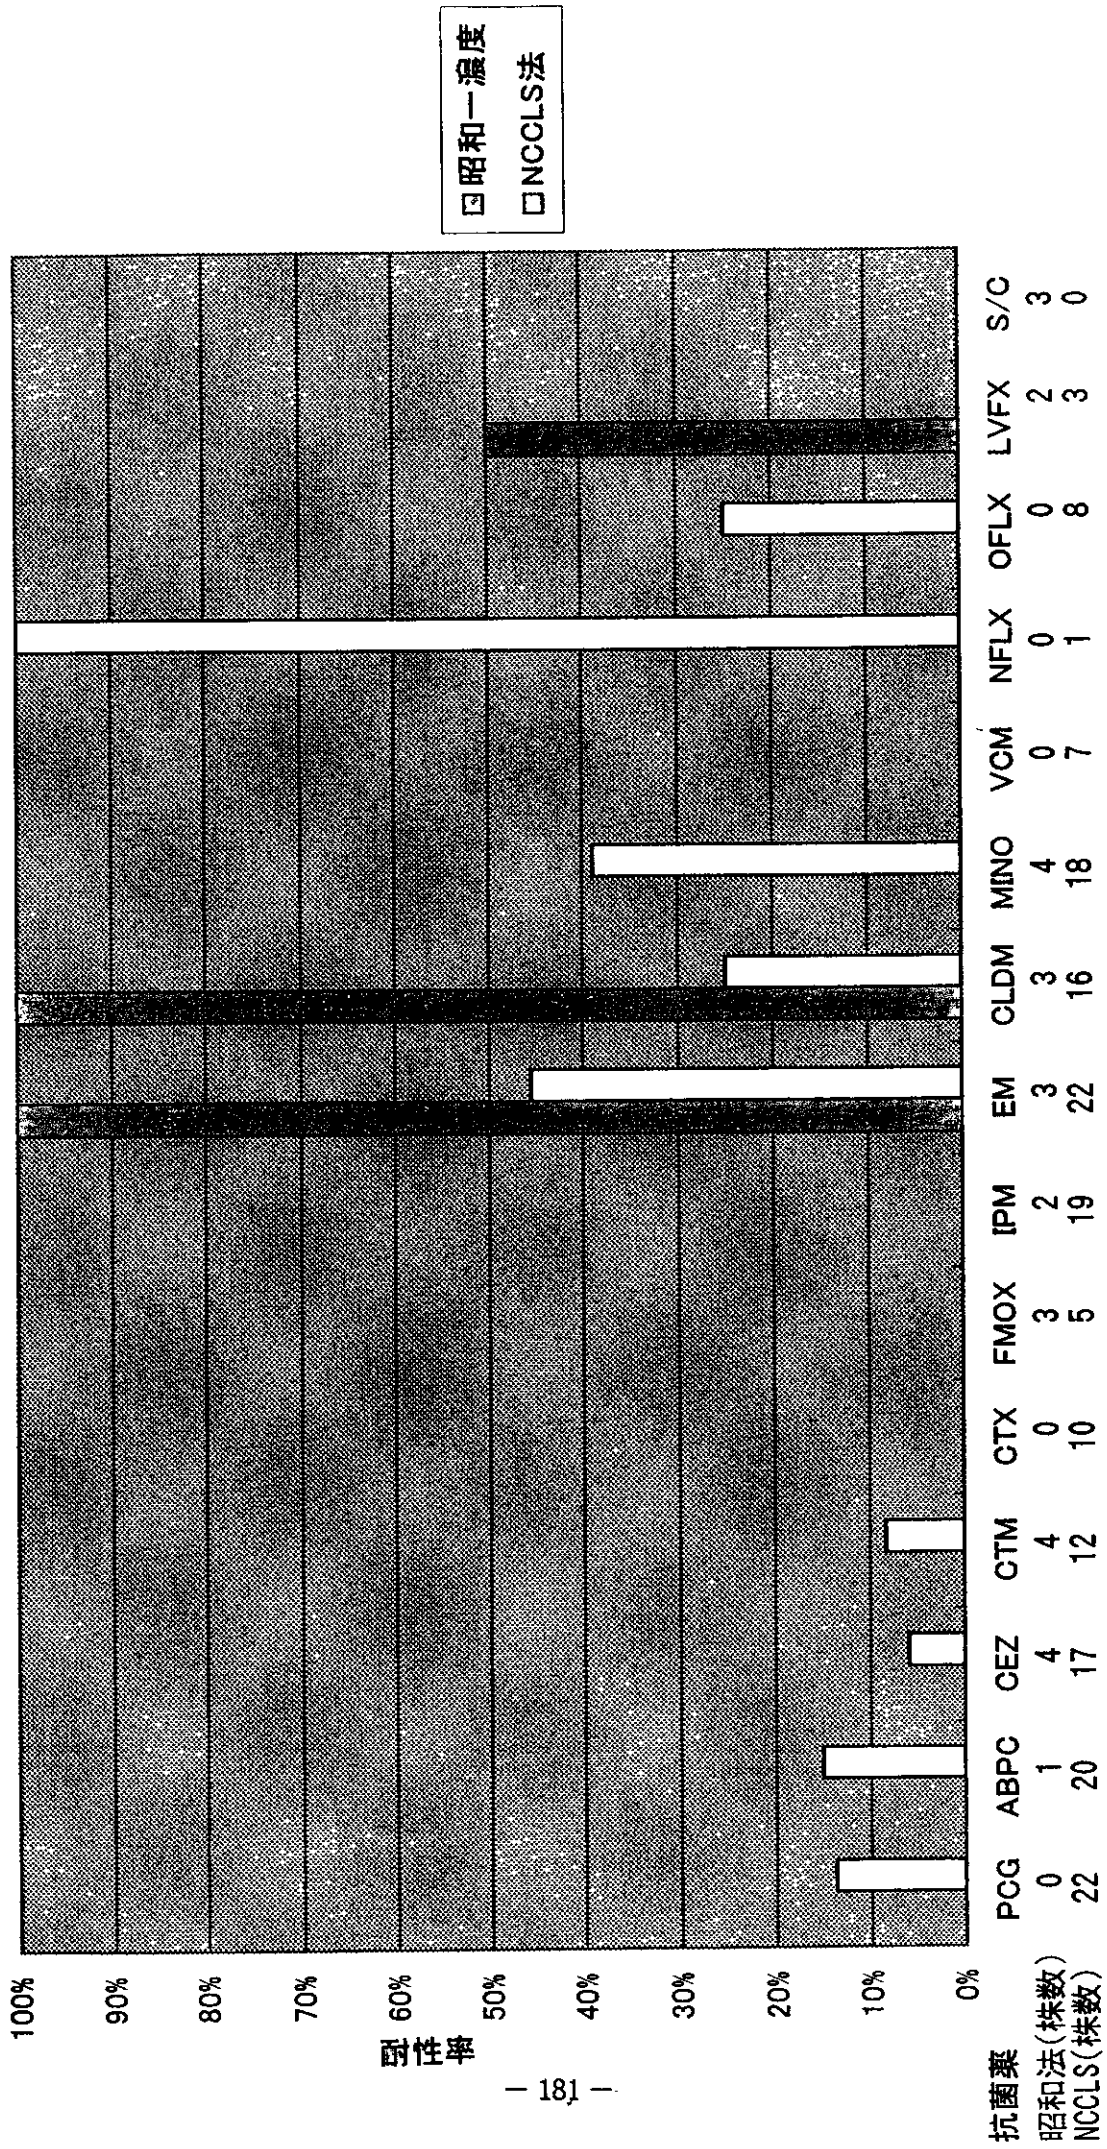 昭和一濃度
NCCLS法
耐性率
100%
90%
80%
70%
60%
50%
40%
30%
20%
10%
0%
抗菌薬 PCG ABPC CEZ CTM CTX FMOX IPM EM CLDM MINO VCM NFLX OFLX LVFX S/C
昭和法(株数) 0 1 4 4 0 3 2 3 3 4 0 0 0 2 3
NCCLS(株数) 22 20 17 12 10 5 19 22 16 18 7 1 8 3 0
— 181 —